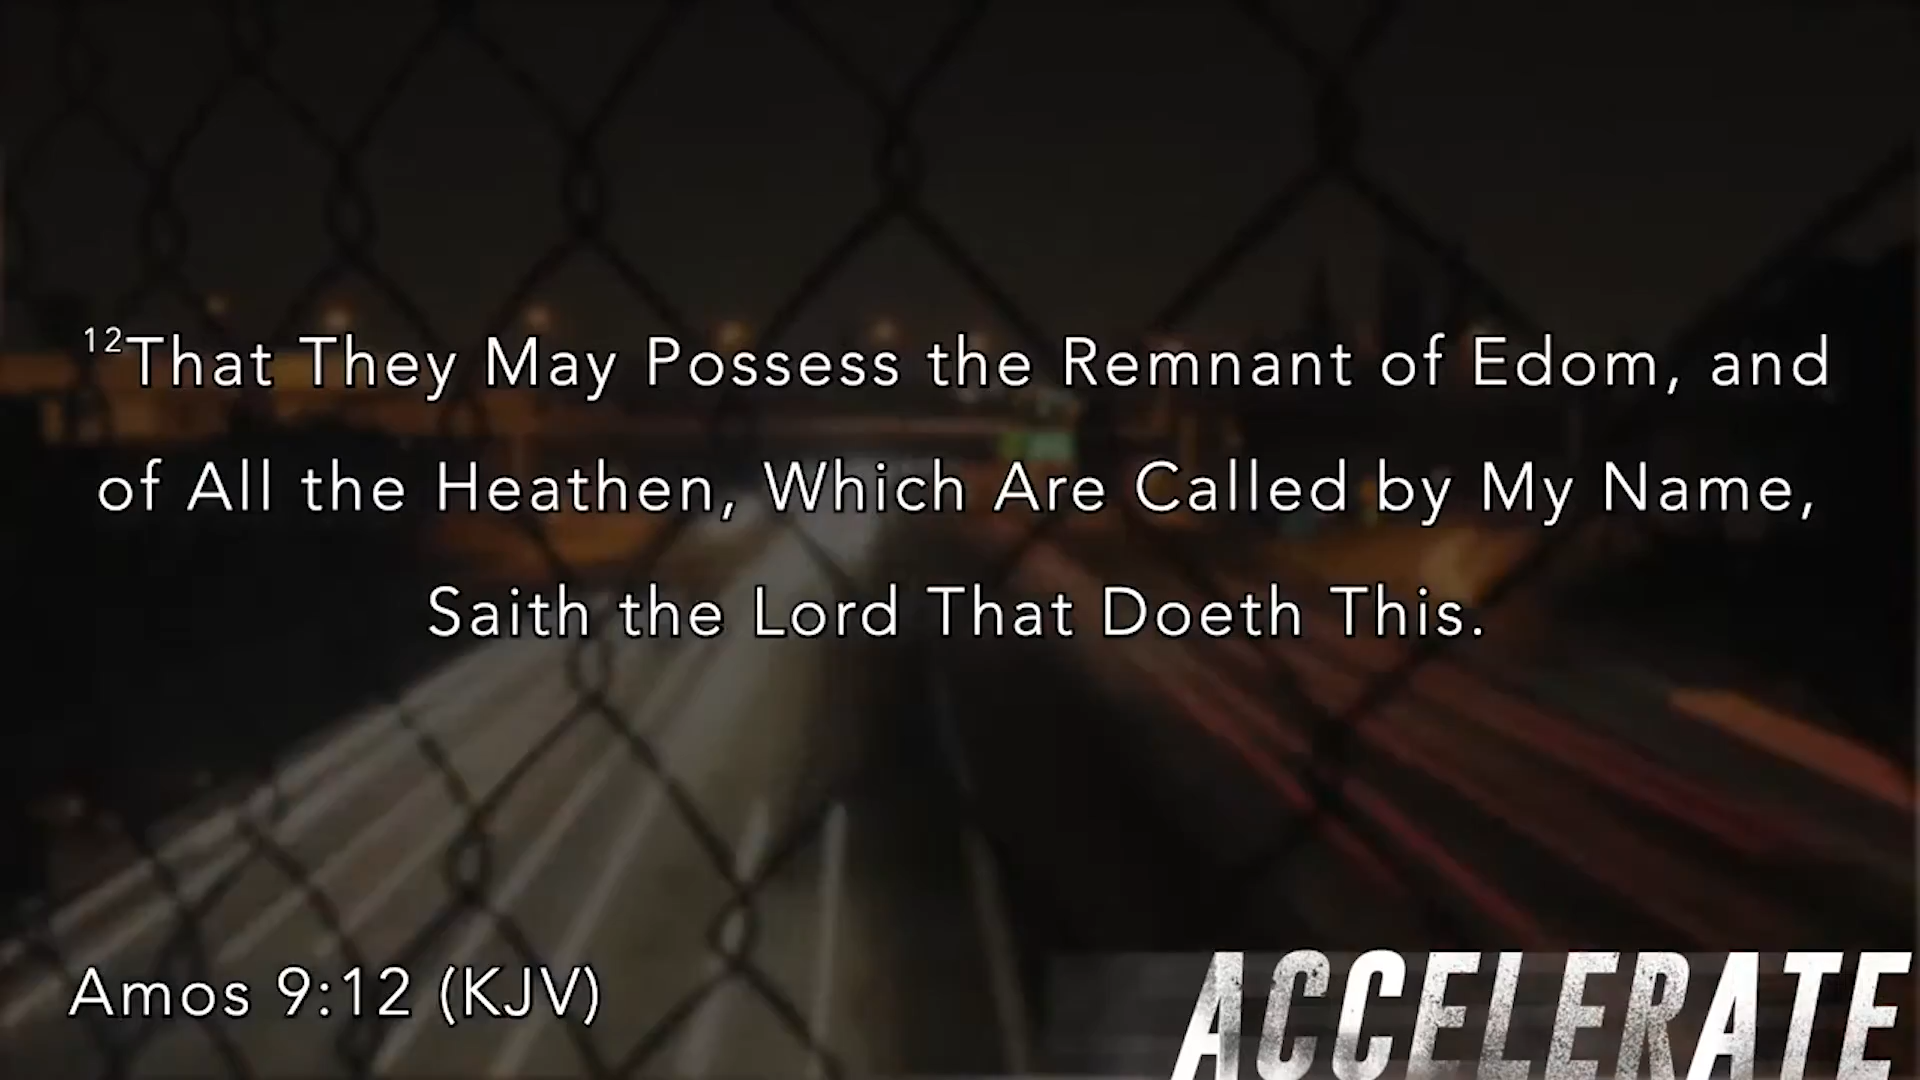 12That They May Possess the Remnant of Edom, and
of All the Heathen, Which Are Called by My Name,
Saith the Lord That Doeth This.
Amos 9:12 (KJV)
ACCELERATE